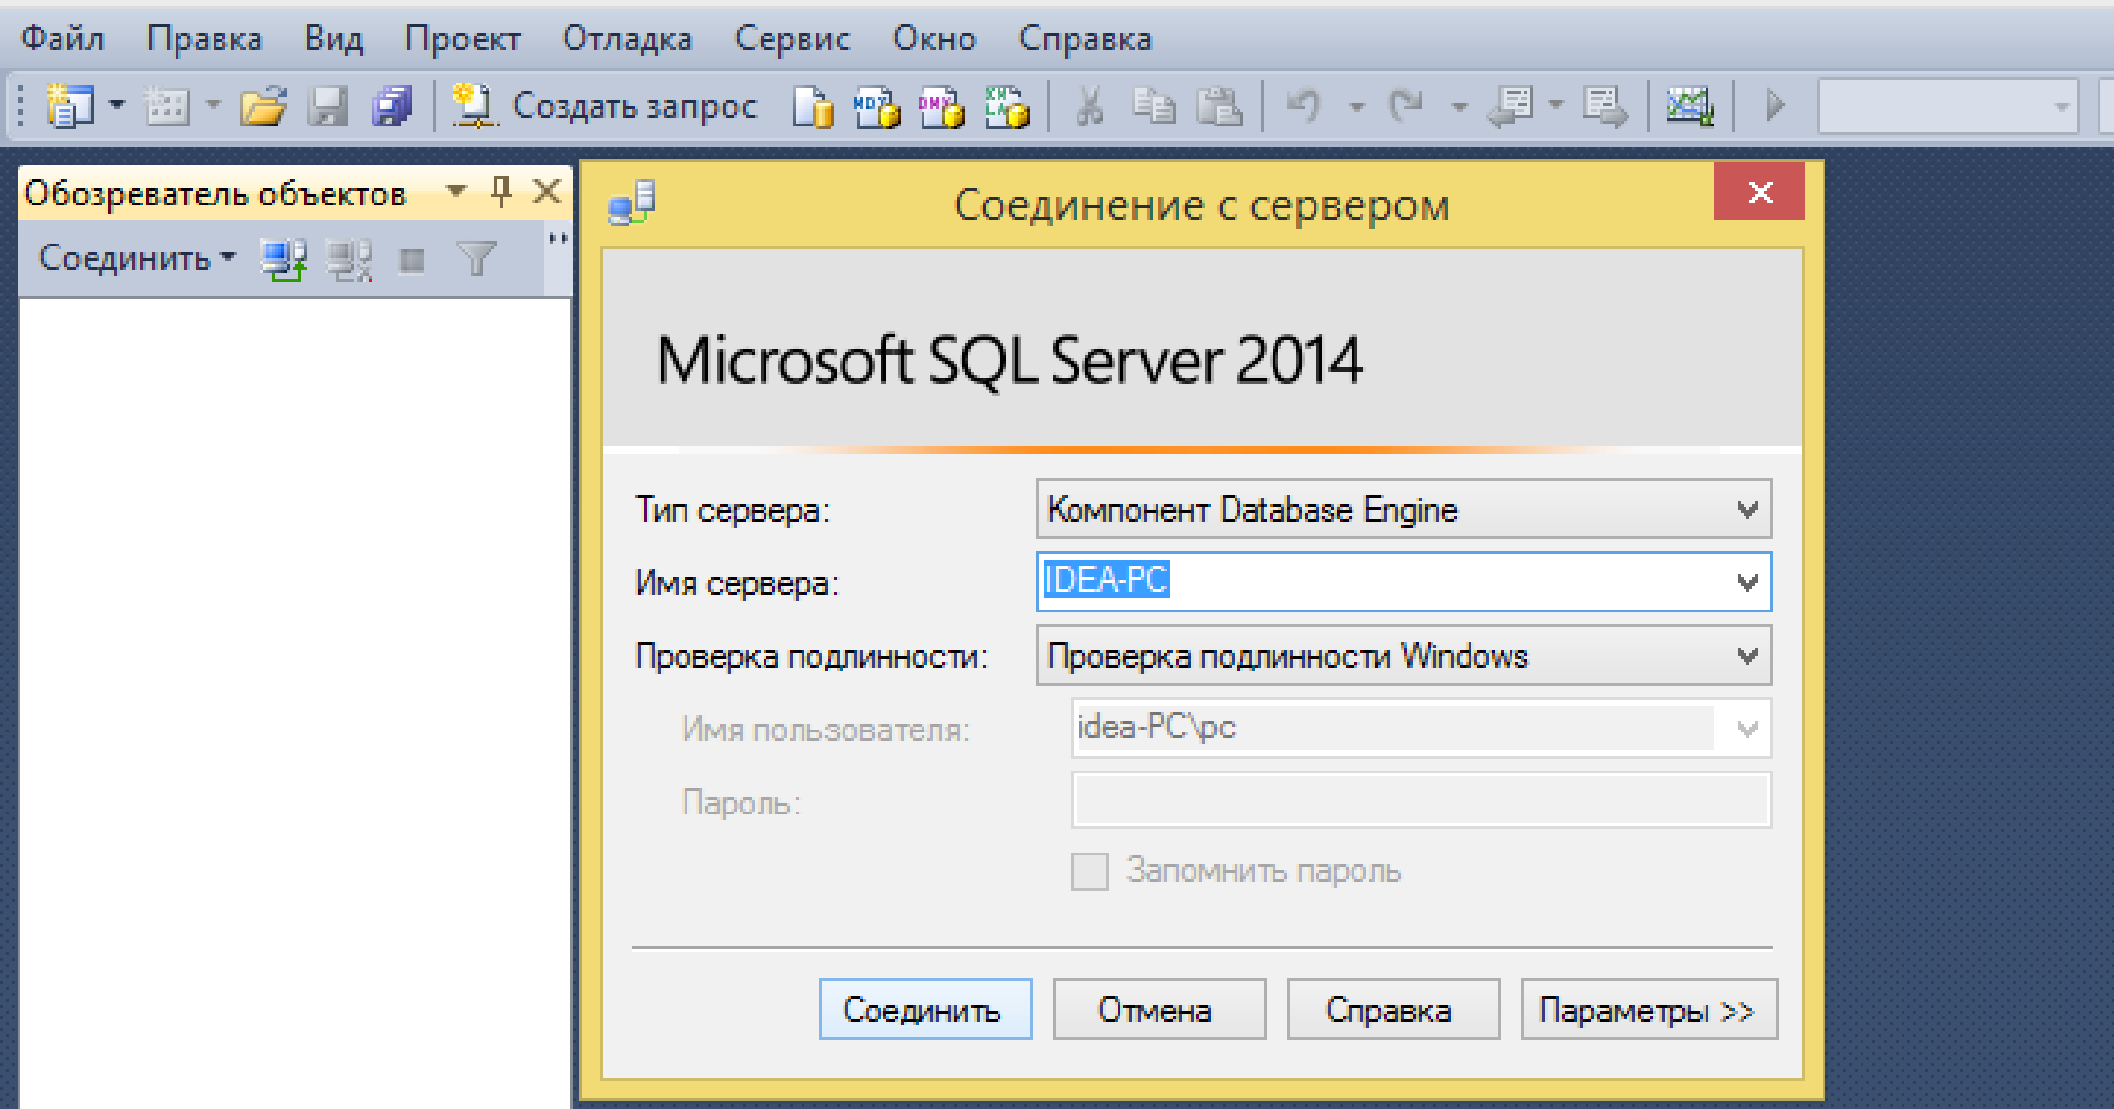 Файл Правка Вид Проект Отладка Сервис Окно Справка
Создать запрос
Обозреватель объектов
Соединить
Соединение с сервером
Microsoft SQL Server 2014
Тип сервера: Компонент Database Engine
Имя сервера: IDEA-PC
Проверка подлинности: Проверка подлинности Windows
Имя пользователя: idea-PC\pc
Пароль:
Запомнить пароль
Соединить Отмена Справка Параметры >>